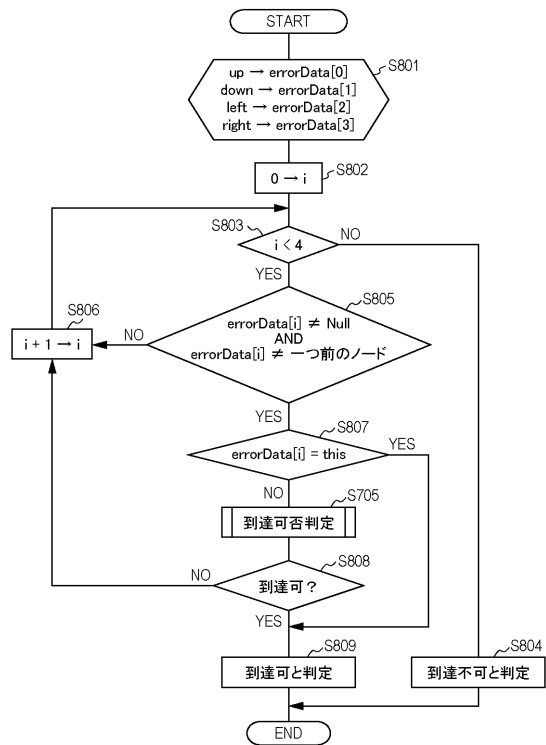 START
S801
up → errorData[0]
down → errorData[1]
left → errorData[2]
right → errorData[3]
S802
0 → i
S803
i < 4
NO
YES
S805
errorData[i] ≠ Null
AND
errorData[i] ≠ 一つ前のノード
NO
S806
i + 1 → i
YES
S807
errorData[i] = this
YES
NO
S705
到達可否判定
S808
到達可？
NO
YES
S809
到達可と判定
S804
到達不可と判定
END